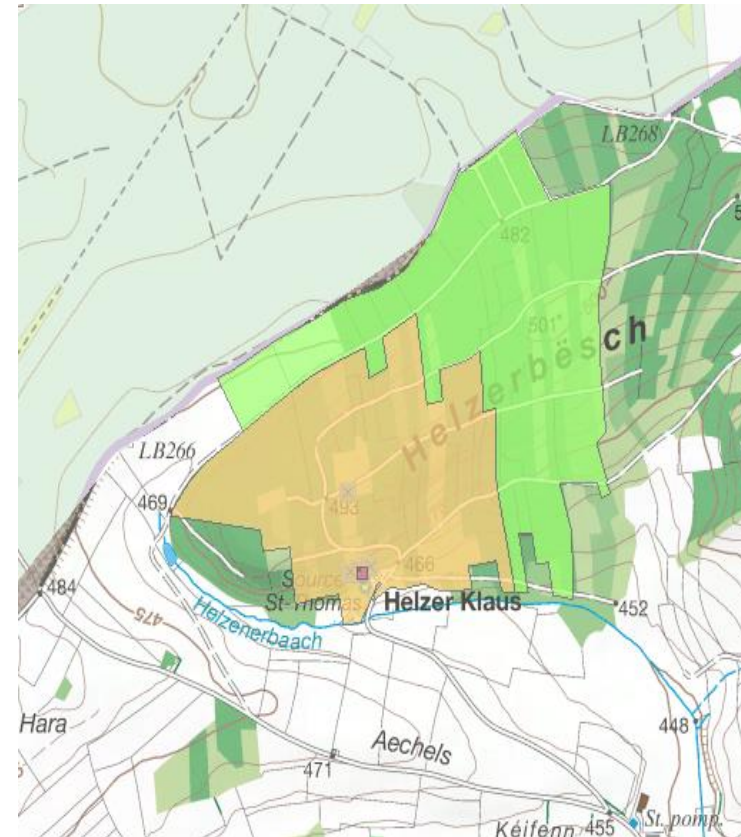 LB268
482
501
Helzerbësch
LB266
469
493
466
Source
St-Thomas
Helzer Klaus
452
484
475
Helzenerbaach
448
Hara
Aechels
471
St. pomp.
Kéifenn
455